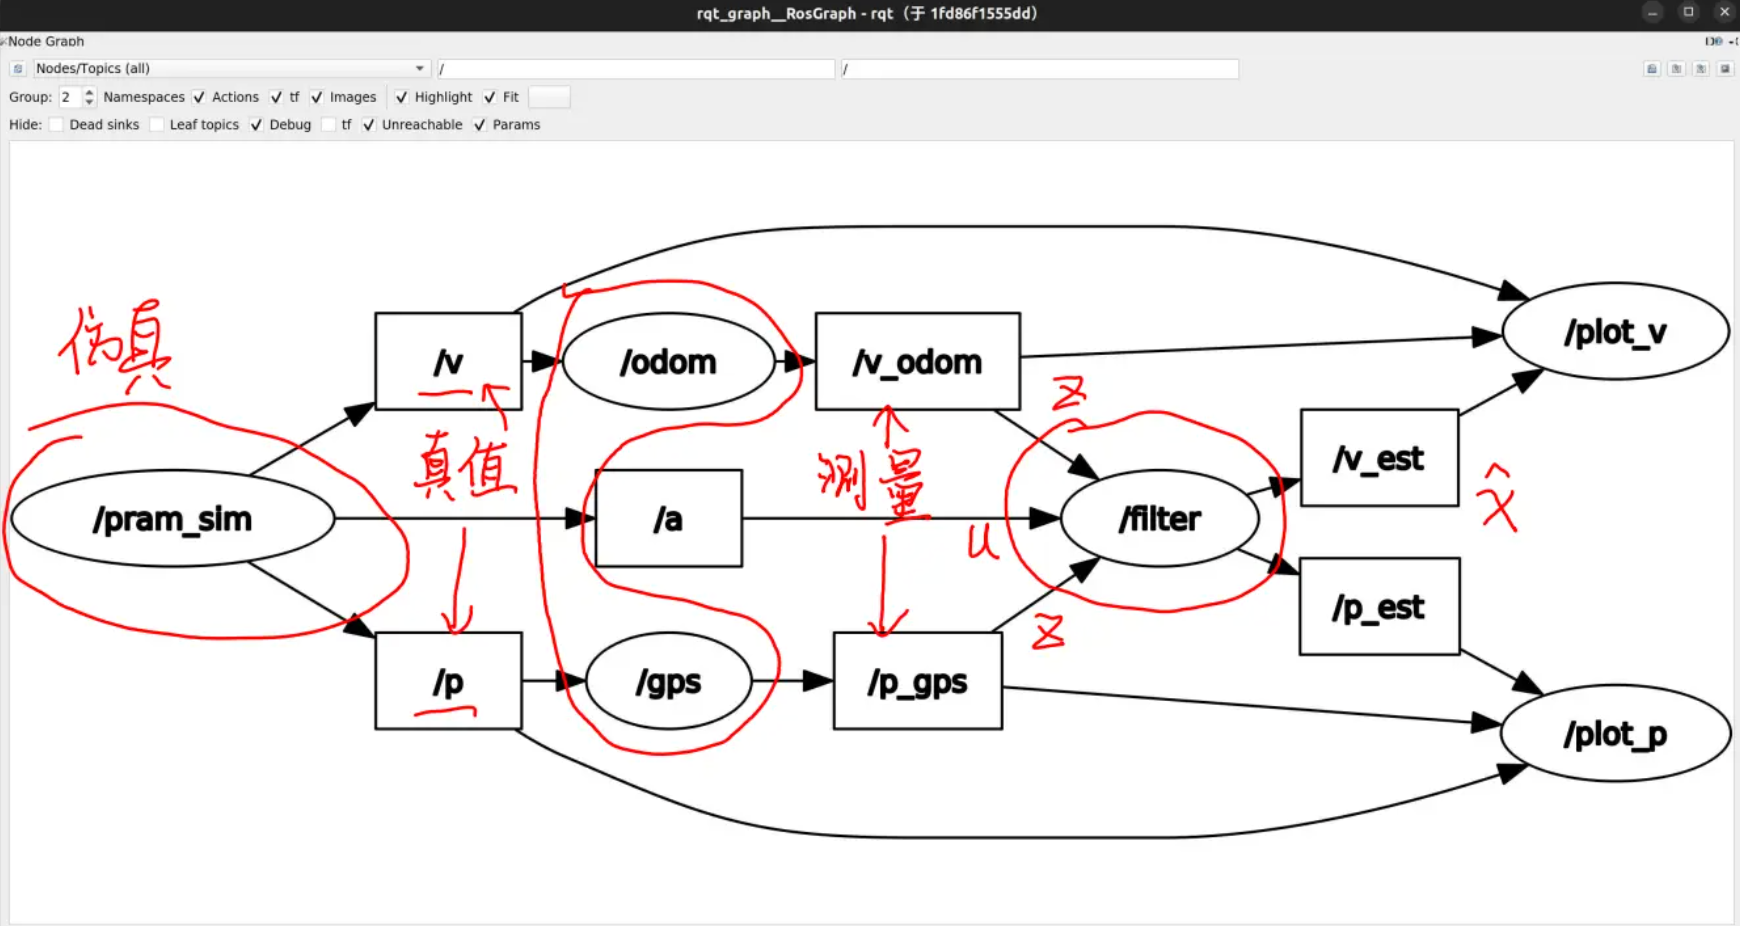 rqt_graph__RosGraph - rqt（于 1fd86f1555dd）
Node Graph
Nodes/Topics (all)
/
/
Group: 2 Namespaces Actions tf Images Highlight Fit
Hide: Dead sinks Leaf topics Debug tf Unreachable Params
/plot_v
伪真
/v
/odom
/v_odom
z
真值
测量
/v_est
x̂
/pram_sim
/a
u
/filter
/p_est
z
/p
/gps
/p_gps
/plot_p